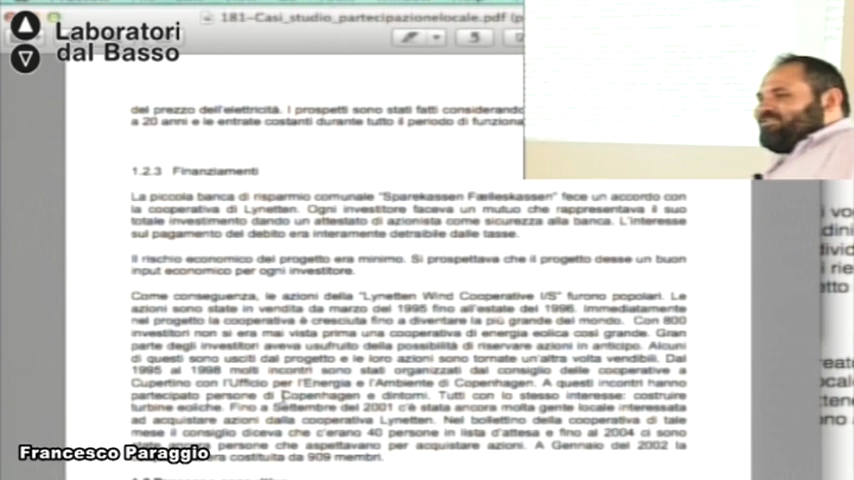 181-Casi_studio_partecipazionelocale.pdf (p
Laboratori
dal Basso
del prezzo dell'elettricità. I prospetti sono stati fatti considerando
a 20 anni e le entrate costanti durante tutto il periodo di funziona
1.2.3 Finanziamenti
La piccola banca di risparmio comunale "Sparekassen Fælleskassen" fece un accordo con
la cooperativa di Lynetten. Ogni investitore faceva un mutuo che rappresentava il suo
totale investimento dando un attestato di azionista come sicurezza alla banca. L'interesse
sul pagamento del debito era interamente detraibile dalle tasse.
Il rischio economico del progetto era minimo. Si prospettava che il progetto desse un buon
input economico per ogni investitore.
Come conseguenza, le azioni della "Lynetten Wind Cooperative I/S" furono popolari. Le
azioni sono state in vendita da marzo del 1995 fino all'estate del 1996. Immediatamente
nel progetto la cooperativa è cresciuta fino a diventare la più grande del mondo. Con 800
investitori non si era mai vista prima una cooperativa di energia eolica così grande. Gran
parte degli investitori aveva usufruito della possibilità di riservare azioni in anticipo. Alcuni
di questi sono usciti dal progetto e le loro azioni sono tornate un'altra volta vendibili. Dal
1995 al 1998 molti incontri sono stati organizzati dal consiglio delle cooperative a
Cupertino con l'Ufficio per l'Energia e l'Ambiente di Copenhagen. A questi incontri hanno
partecipato persone di Copenhagen e dintorni. Tutti con lo stesso interesse: costruire
turbine eoliche. Fino a Settembre del 2001 c'è stata ancora molta gente locale interessata
ad acquistare azioni dalla cooperativa Lynetten. Nel bollettino della cooperativa di tale
mese il consiglio diceva che c'erano 40 persone in lista d'attesa e fino al 2004 ci sono
state ancora persone che aspettavano per acquistare azioni. A Gennaio del 2002 la
era costituita da 909 membri.
Francesco Paraggio